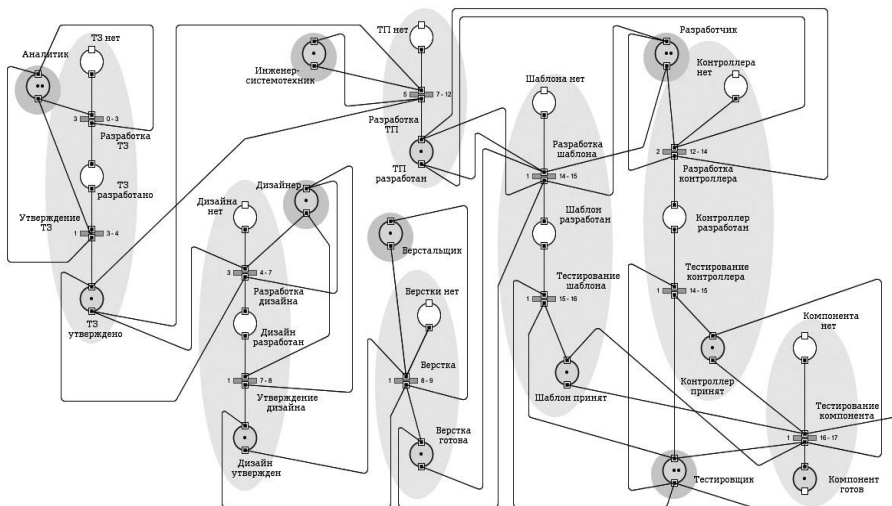 Аналитик
ТЗ нет
3
0 - 3
Разработка
ТЗ
ТЗ
разработано
Утверждение
ТЗ
1
3 - 4
ТЗ
утверждено
Инженер-
системотехник
ТП нет
5
7 - 12
Разработка
ТП
ТП
разработан
Дизайна
нет
Дизайнер
3
4 - 7
Разработка
дизайна
Дизайн
разработан
1
7 - 8
Утверждение
дизайна
Дизайн
утвержден
Верстальщик
Верстки нет
Верстка
1
8 - 9
Верстка
готова
Шаблона нет
Разработка
шаблона
1
14 - 15
Шаблон
разработан
Тестирование
шаблона
1
15 - 16
Шаблон принят
Разработчик
Контроллера
нет
2
12 - 14
Разработка
контроллера
Контроллер
разработан
Тестирование
контроллера
1
14 - 15
Контроллер
принят
Компонента
нет
Тестирование
компонента
1
16 - 17
Тестировщик
Компонент
готов